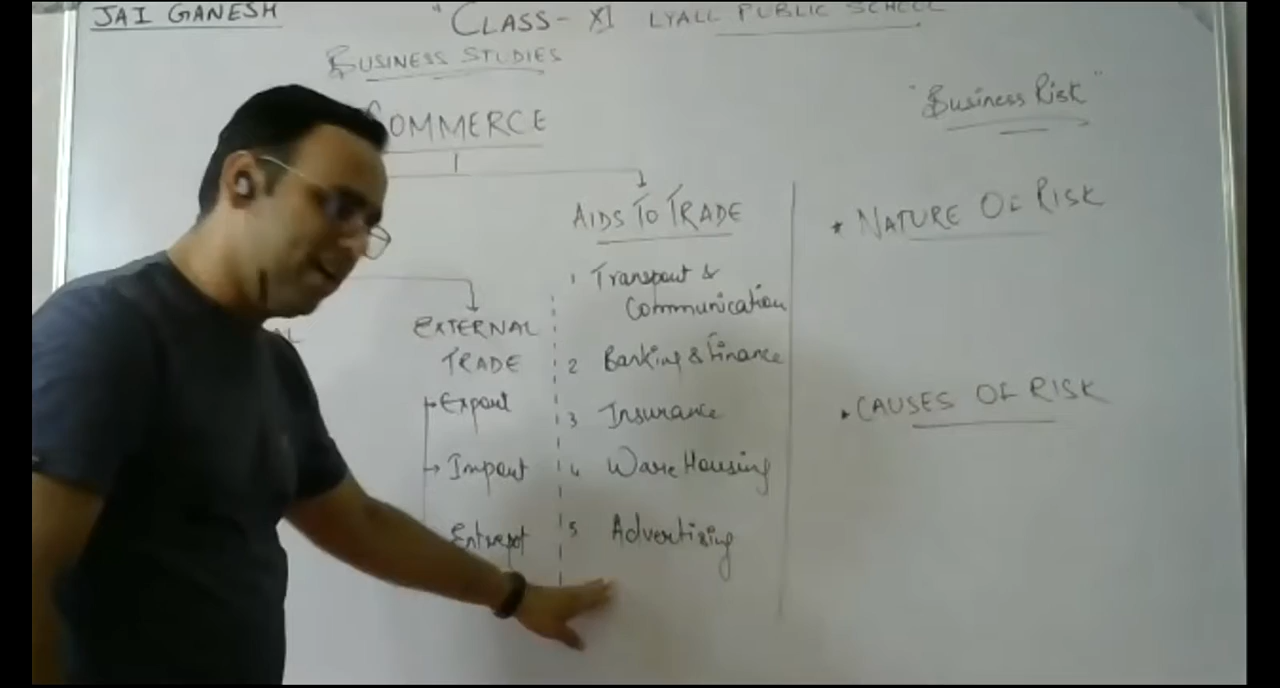 JAI GANESH
"CLASS - XI LYALL PUBLIC SCHOOL
BUSINESS STUDIES
COMMERCE
EXTERNAL
TRADE
Export
Import
Entrepot
AIDS TO TRADE
1 Transport &
Communication
2 Banking & Finance
3 Insurance
4 Ware Housing
5 Advertizing
"Business Risk"
* NATURE OF RISK
* CAUSES OF RISK